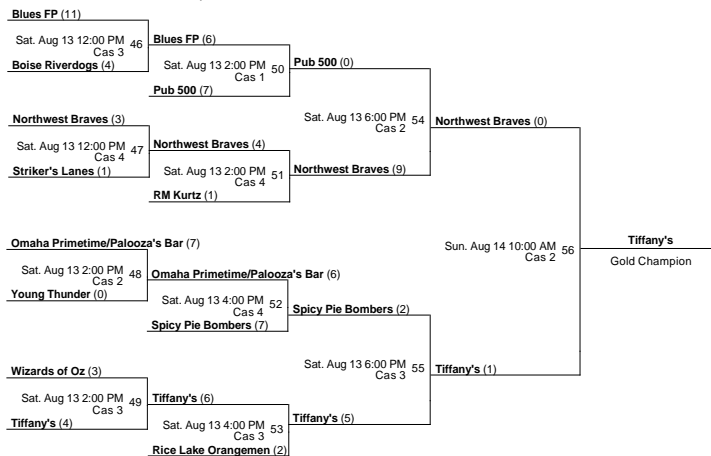 Blues FP (11)
Sat. Aug 13 12:00 PM 46
Cas 3
Boise Riverdogs (4)
Blues FP (6)
Sat. Aug 13 2:00 PM 50
Cas 1
Pub 500 (7)
Pub 500 (0)
Northwest Braves (3)
Sat. Aug 13 12:00 PM 47
Cas 4
Striker's Lanes (1)
Northwest Braves (4)
Sat. Aug 13 2:00 PM 51
Cas 4
RM Kurtz (1)
Northwest Braves (9)
Sat. Aug 13 6:00 PM 54
Cas 2
Northwest Braves (0)
Omaha Primetime/Palooza's Bar (7)
Sat. Aug 13 2:00 PM 48
Cas 2
Young Thunder (0)
Omaha Primetime/Palooza's Bar (6)
Sat. Aug 13 4:00 PM 52
Cas 4
Spicy Pie Bombers (7)
Spicy Pie Bombers (2)
Wizards of Oz (3)
Sat. Aug 13 2:00 PM 49
Cas 3
Tiffany's (4)
Tiffany's (6)
Sat. Aug 13 4:00 PM 53
Cas 3
Rice Lake Orangemen (2)
Tiffany's (5)
Sat. Aug 13 6:00 PM 55
Cas 3
Tiffany's (1)
Sun. Aug 14 10:00 AM 56
Cas 2
Tiffany's
Gold Champion